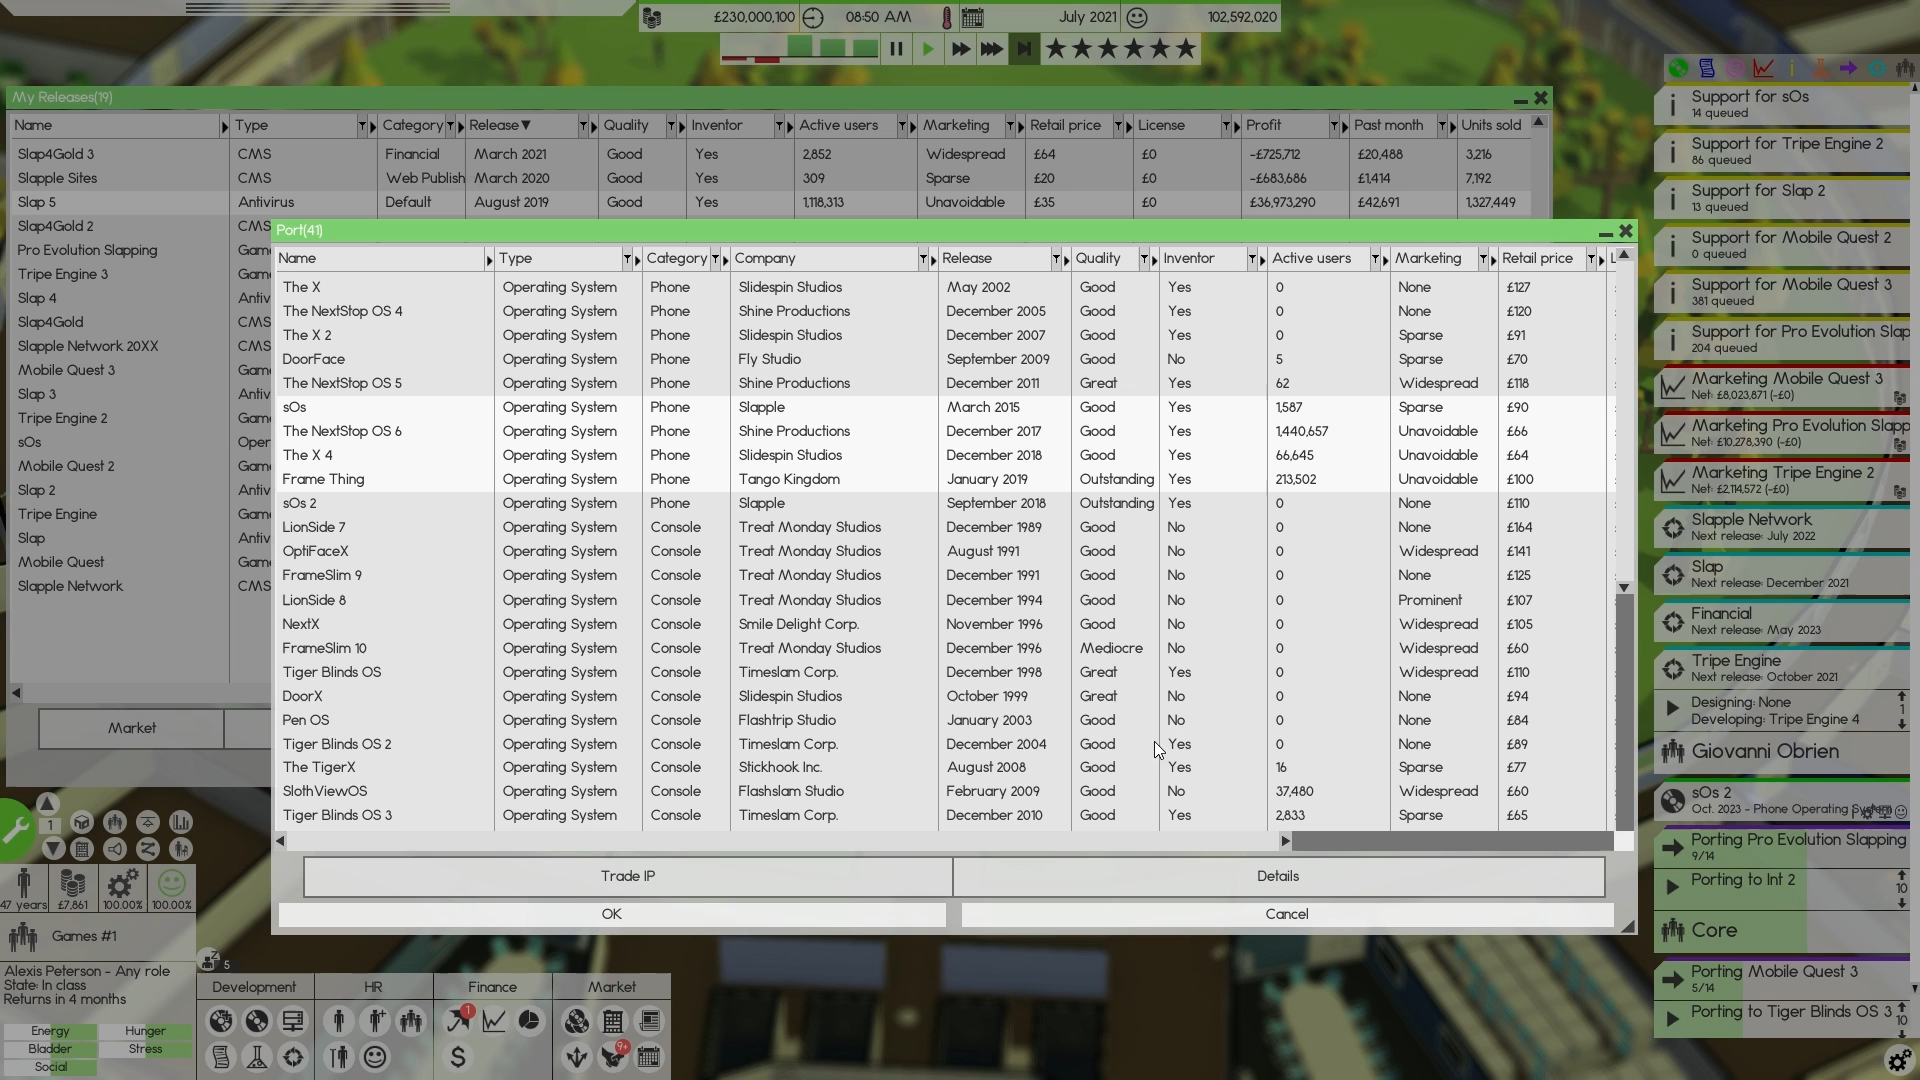 £230,000,100 08:50 AM July 2021 102,592,020
My Releases(19)
Name Type Category Release▼ Quality Inventor Active users Marketing Retail price License Profit Past month Units sold
Slap4Gold 3 CMS Financial March 2021 Good Yes 2,852 Widespread £64 £0 -£725,712 £20,488 3,216
Slapple Sites CMS Web Publish March 2020 Good Yes 309 Sparse £20 £0 -£683,686 £1,414 7,192
Slap 5 Antivirus Default August 2019 Good Yes 1,118,313 Unavoidable £35 £0 £36,973,290 £42,691 1,327,449
Slap4Gold 2 CMS
Pro Evolution Slapping Game
Tripe Engine 3 Game
Slap 4 Antiv
Slap4Gold CMS
Slapple Network 20XX CMS
Mobile Quest 3 Game
Slap 3 Antiv
Tripe Engine 2 Game
sOs Oper
Mobile Quest 2 Game
Slap 2 Antiv
Tripe Engine Game
Slap Antiv
Mobile Quest Game
Slapple Network CMS
Market
Port(41)
Name Type Category Company Release Quality Inventor Active users Marketing Retail price L
The X Operating System Phone Slidespin Studios May 2002 Good Yes 0 None £127
The NextStop OS 4 Operating System Phone Shine Productions December 2005 Good Yes 0 None £120
The X 2 Operating System Phone Slidespin Studios December 2007 Good Yes 0 Sparse £91
DoorFace Operating System Phone Fly Studio September 2009 Good No 5 Sparse £70
The NextStop OS 5 Operating System Phone Shine Productions December 2011 Great Yes 62 Widespread £118
sOs Operating System Phone Slapple March 2015 Good Yes 1,587 Sparse £90
The NextStop OS 6 Operating System Phone Shine Productions December 2017 Good Yes 1,440,657 Unavoidable £66
The X 4 Operating System Phone Slidespin Studios December 2018 Good Yes 66,645 Unavoidable £64
Frame Thing Operating System Phone Tango Kingdom January 2019 Outstanding Yes 213,502 Unavoidable £100
sOs 2 Operating System Phone Slapple September 2018 Outstanding Yes 0 None £110
LionSide 7 Operating System Console Treat Monday Studios December 1989 Good No 0 None £164
OptiFaceX Operating System Console Treat Monday Studios August 1991 Good No 0 Widespread £141
FrameSlim 9 Operating System Console Treat Monday Studios December 1991 Good No 0 None £125
LionSide 8 Operating System Console Treat Monday Studios December 1994 Good No 0 Prominent £107
NextX Operating System Console Smile Delight Corp. November 1996 Good No 0 Widespread £105
FrameSlim 10 Operating System Console Treat Monday Studios December 1996 Mediocre No 0 Widespread £60
Tiger Blinds OS Operating System Console Timeslam Corp. December 1998 Great Yes 0 Widespread £110
DoorX Operating System Console Slidespin Studios October 1999 Great No 0 None £94
Pen OS Operating System Console Flashtrip Studio January 2003 Good No 0 None £84
Tiger Blinds OS 2 Operating System Console Timeslam Corp. December 2004 Good Yes 0 None £89
The TigerX Operating System Console Stickhook Inc. August 2008 Good Yes 16 Sparse £77
SlothViewOS Operating System Console Flashslam Studio February 2009 Good No 37,480 Widespread £60
Tiger Blinds OS 3 Operating System Console Timeslam Corp. December 2010 Good Yes 2,833 Sparse £65
Trade IP Details
OK Cancel
Support for sOs
14 queued
Support for Tripe Engine 2
86 queued
Support for Slap 2
13 queued
Support for Mobile Quest 2
0 queued
Support for Mobile Quest 3
381 queued
Support for Pro Evolution Slap
204 queued
Marketing Mobile Quest 3
Net: £8,023,871 (-£0)
Marketing Pro Evolution Slapp
Net: £10,278,390 (-£0)
Marketing Tripe Engine 2
Net: £2,114,572 (-£0)
Slapple Network
Next release: July 2022
Slap
Next release: December 2021
Financial
Next release: May 2023
Tripe Engine
Next release: October 2021
Designing: None
Developing: Tripe Engine 4
1
Giovanni Obrien
sOs 2
Oct. 2023 - Phone Operating System
Porting Pro Evolution Slapping
9/14
Porting to Int 2
10
Core
Porting Mobile Quest 3
5/14
Porting to Tiger Blinds OS 3
10
1
47 years £7,861 100.00% 100.00%
Games #1
Alexis Peterson - Any role
State: In class
Returns in 4 months
Energy Hunger
Bladder Stress
Social
5
Development HR Finance Market
1
9+